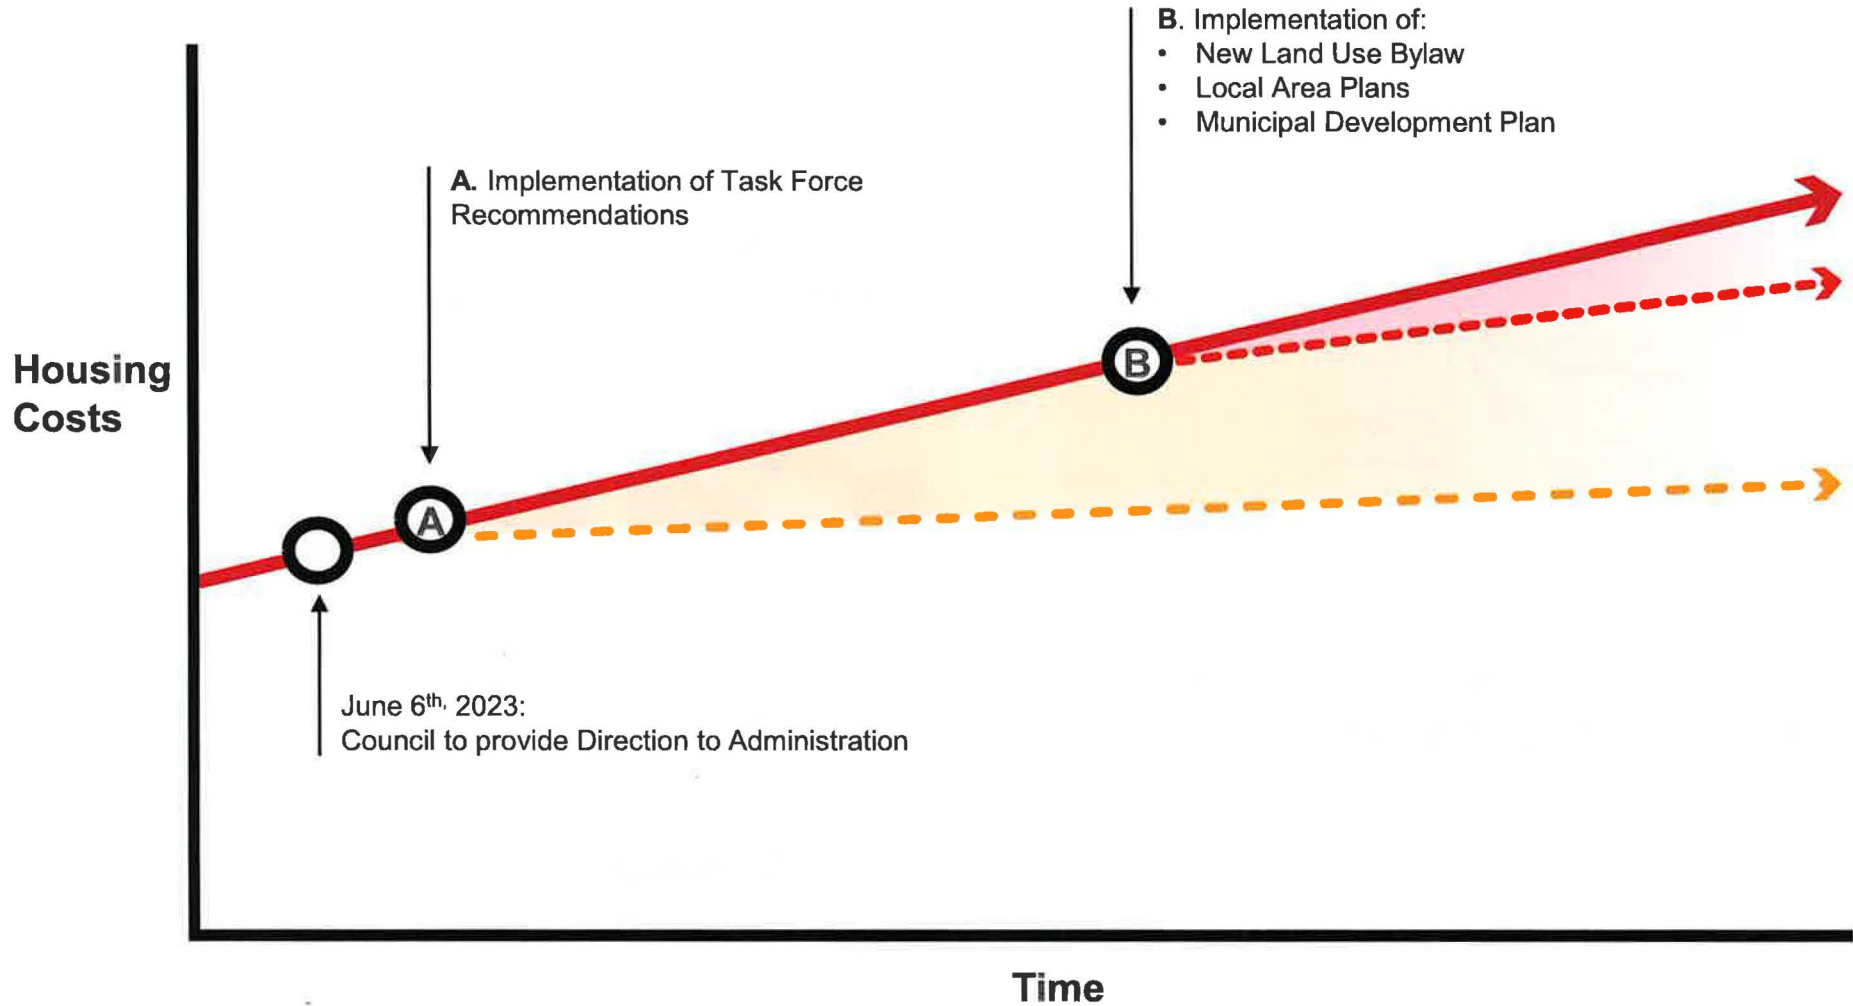 B. Implementation of:
• New Land Use Bylaw
• Local Area Plans
• Municipal Development Plan
A. Implementation of Task Force
Recommendations
Housing
Costs
B
A
June 6th, 2023:
Council to provide Direction to Administration
Time